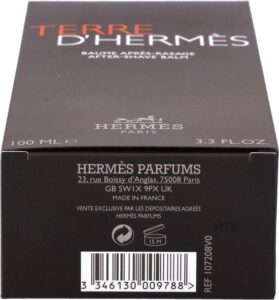 TERRE
D'HERMÈS
BAUME APRÈS-RASAGE
AFTER-SHAVE BALM
HERMÈS
PARIS
100 ML ℮ 3.3 FL.OZ
HERMÈS PARFUMS
23, rue Boissy d'Anglas, 75008 Paris
GB SW1X 9PX UK
MADE IN FRANCE
VENTE EXCLUSIVE PAR LES DEPOSITAIRES AGRÉES
HERMÈS PARFUMS
15 M
REF 107208V0
3 346130 009788 >